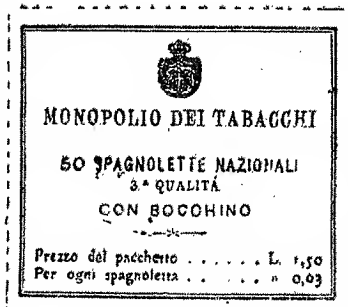 MONOPOLIO DEI TABACCHI
50 SPAGNOLETTE NAZIONALI
3.ª QUALITÁ
CON BOCCHINO
Prezzo del pacchetto . . . . . . L. 1,50
Per ogni spagnoletta . . . . . » 0,03